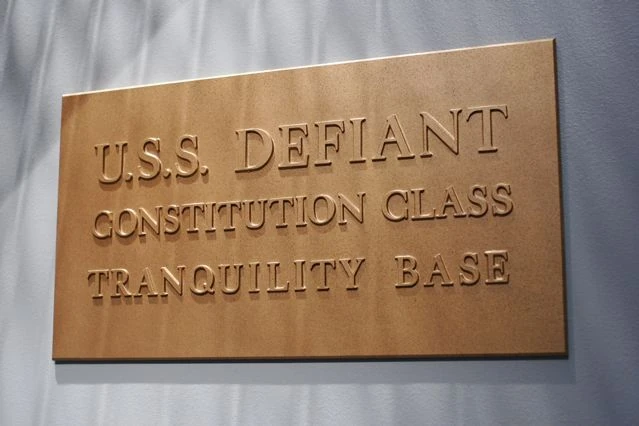 U.S.S. DEFIANT
CONSTITUTION CLASS
TRANQUILITY BASE